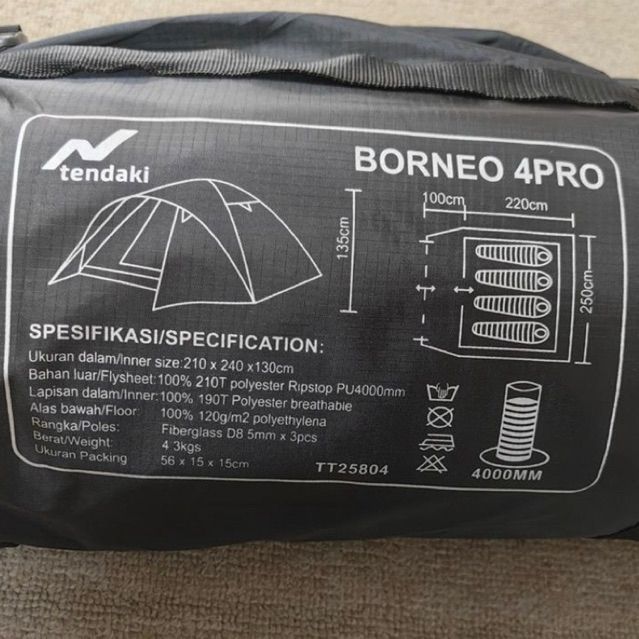 tendaki
BORNEO 4PRO
100cm
220cm
135cm
250cm
SPESIFIKASI/SPECIFICATION:
Ukuran dalam/Inner size:210 x 240 x130cm
Bahan luar/Flysheet:100% 210T polyester Ripstop PU4000mm
Lapisan dalam/Inner:100% 190T Polyester breathable
Alas bawah/Floor: 100% 120g/m2 polyethylena
Rangka/Poles: Fiberglass D8 5mm x 3pcs
Berat/Weight: 4 3kgs
Ukuran Packing 56 x 15 x 15cm
TT25804
4000MM